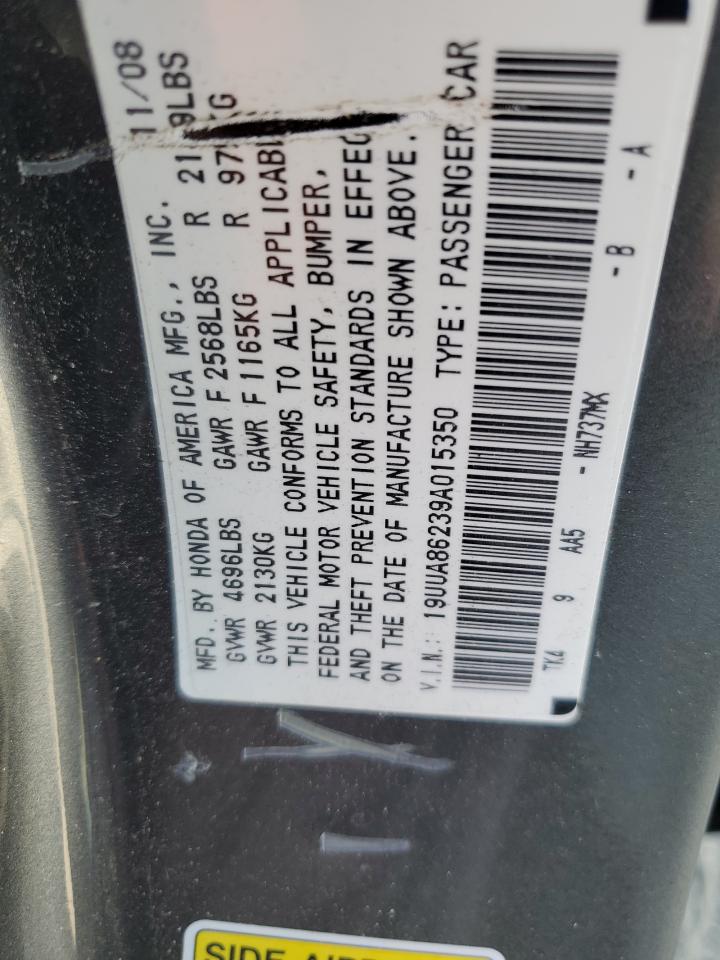 MFD. BY HONDA OF AMERICA MFG., INC. 11/08
GVWR 4696LBS GAWR F 2568LBS R
GVWR 2130KG GAWR F 1165KG R
THIS VEHICLE CONFORMS TO ALL
FEDERAL MOTOR VEHICLE SAFETY, BUMPER,
AND THEFT PREVENTION STANDARDS IN
ON THE DATE OF MANUFACTURE SHOWN ABOVE.
V.I.N.: 19UUA86239A015350 TYPE: PASSENGER CAR
TK4 9 AA5 - NH737MX - B - A
SIDE